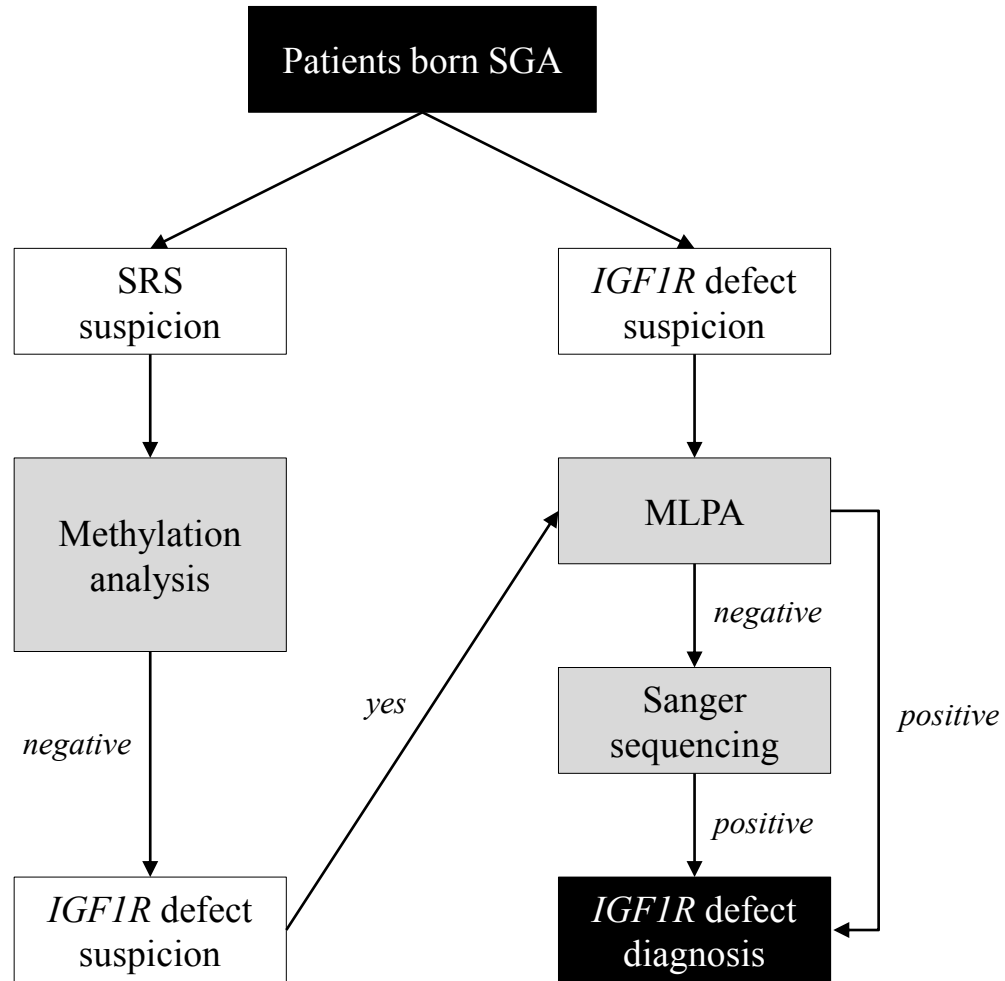 Patients born SGA
SRS
suspicion
IGF1R defect
suspicion
Methylation
analysis
MLPA
negative
Sanger
sequencing
positive
yes
negative
positive
IGF1R defect
suspicion
IGF1R defect
diagnosis